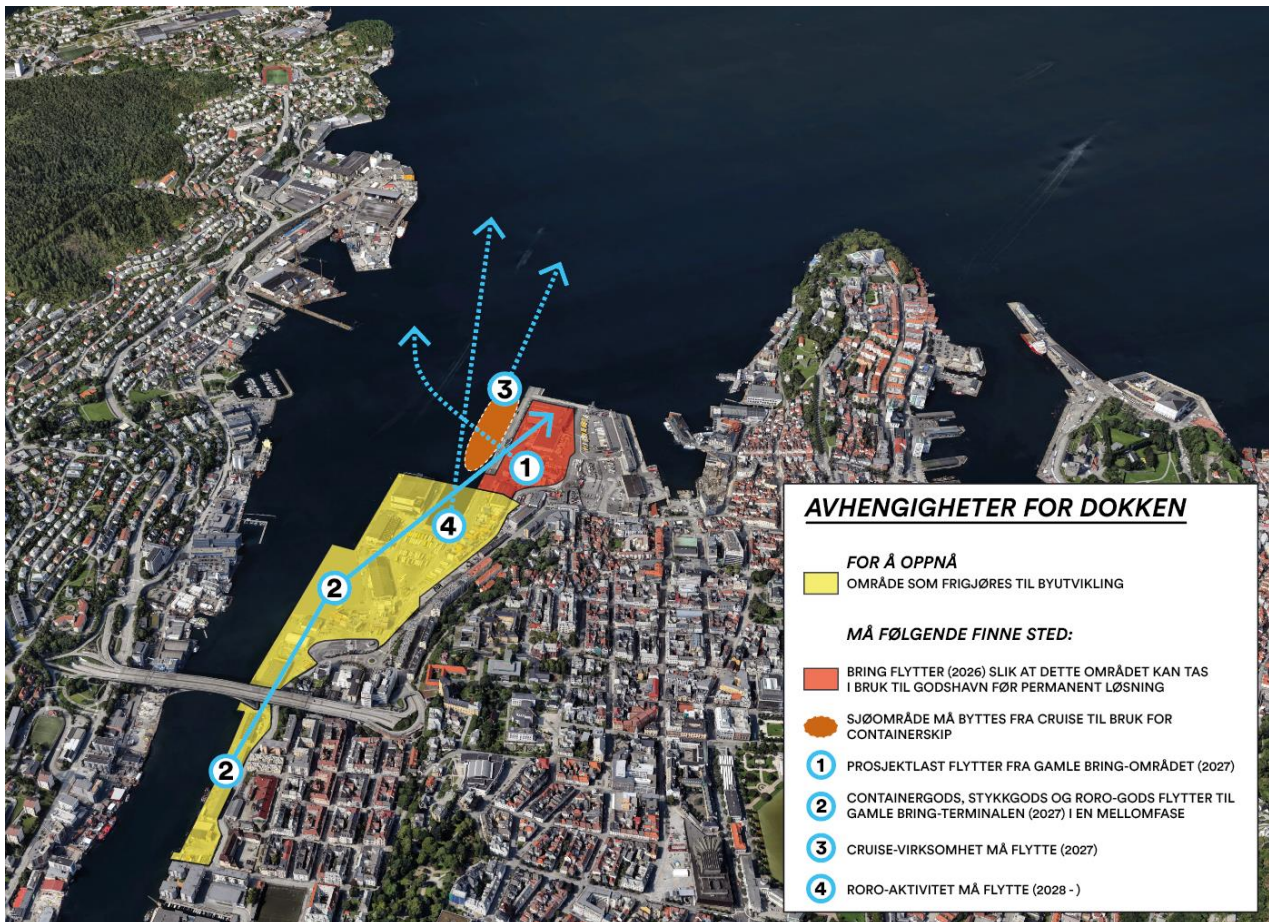 3
1
4
2
2
AVHENGIGHETER FOR DOKKEN
FOR Å OPPNÅ
OMRÅDE SOM FRIGJØRES TIL BYUTVIKLING
MÅ FØLGENDE FINNE STED:
BRING FLYTTER (2026) SLIK AT DETTE OMRÅDET KAN TAS
I BRUK TIL GODSHAVN FØR PERMANENT LØSNING
SJØOMRÅDE MÅ BYTTES FRA CRUISE TIL BRUK FOR
CONTAINERSKIP
1 PROSJEKTLAST FLYTTER FRA GAMLE BRING-OMRÅDET (2027)
2 CONTAINERGODS, STYKKGODS OG RORO-GODS FLYTTER TIL
GAMLE BRING-TERMINALEN (2027) I EN MELLOMFASE
3 CRUISE-VIRKSOMHET MÅ FLYTTE (2027)
4 RORO-AKTIVITET MÅ FLYTTE (2028 - )